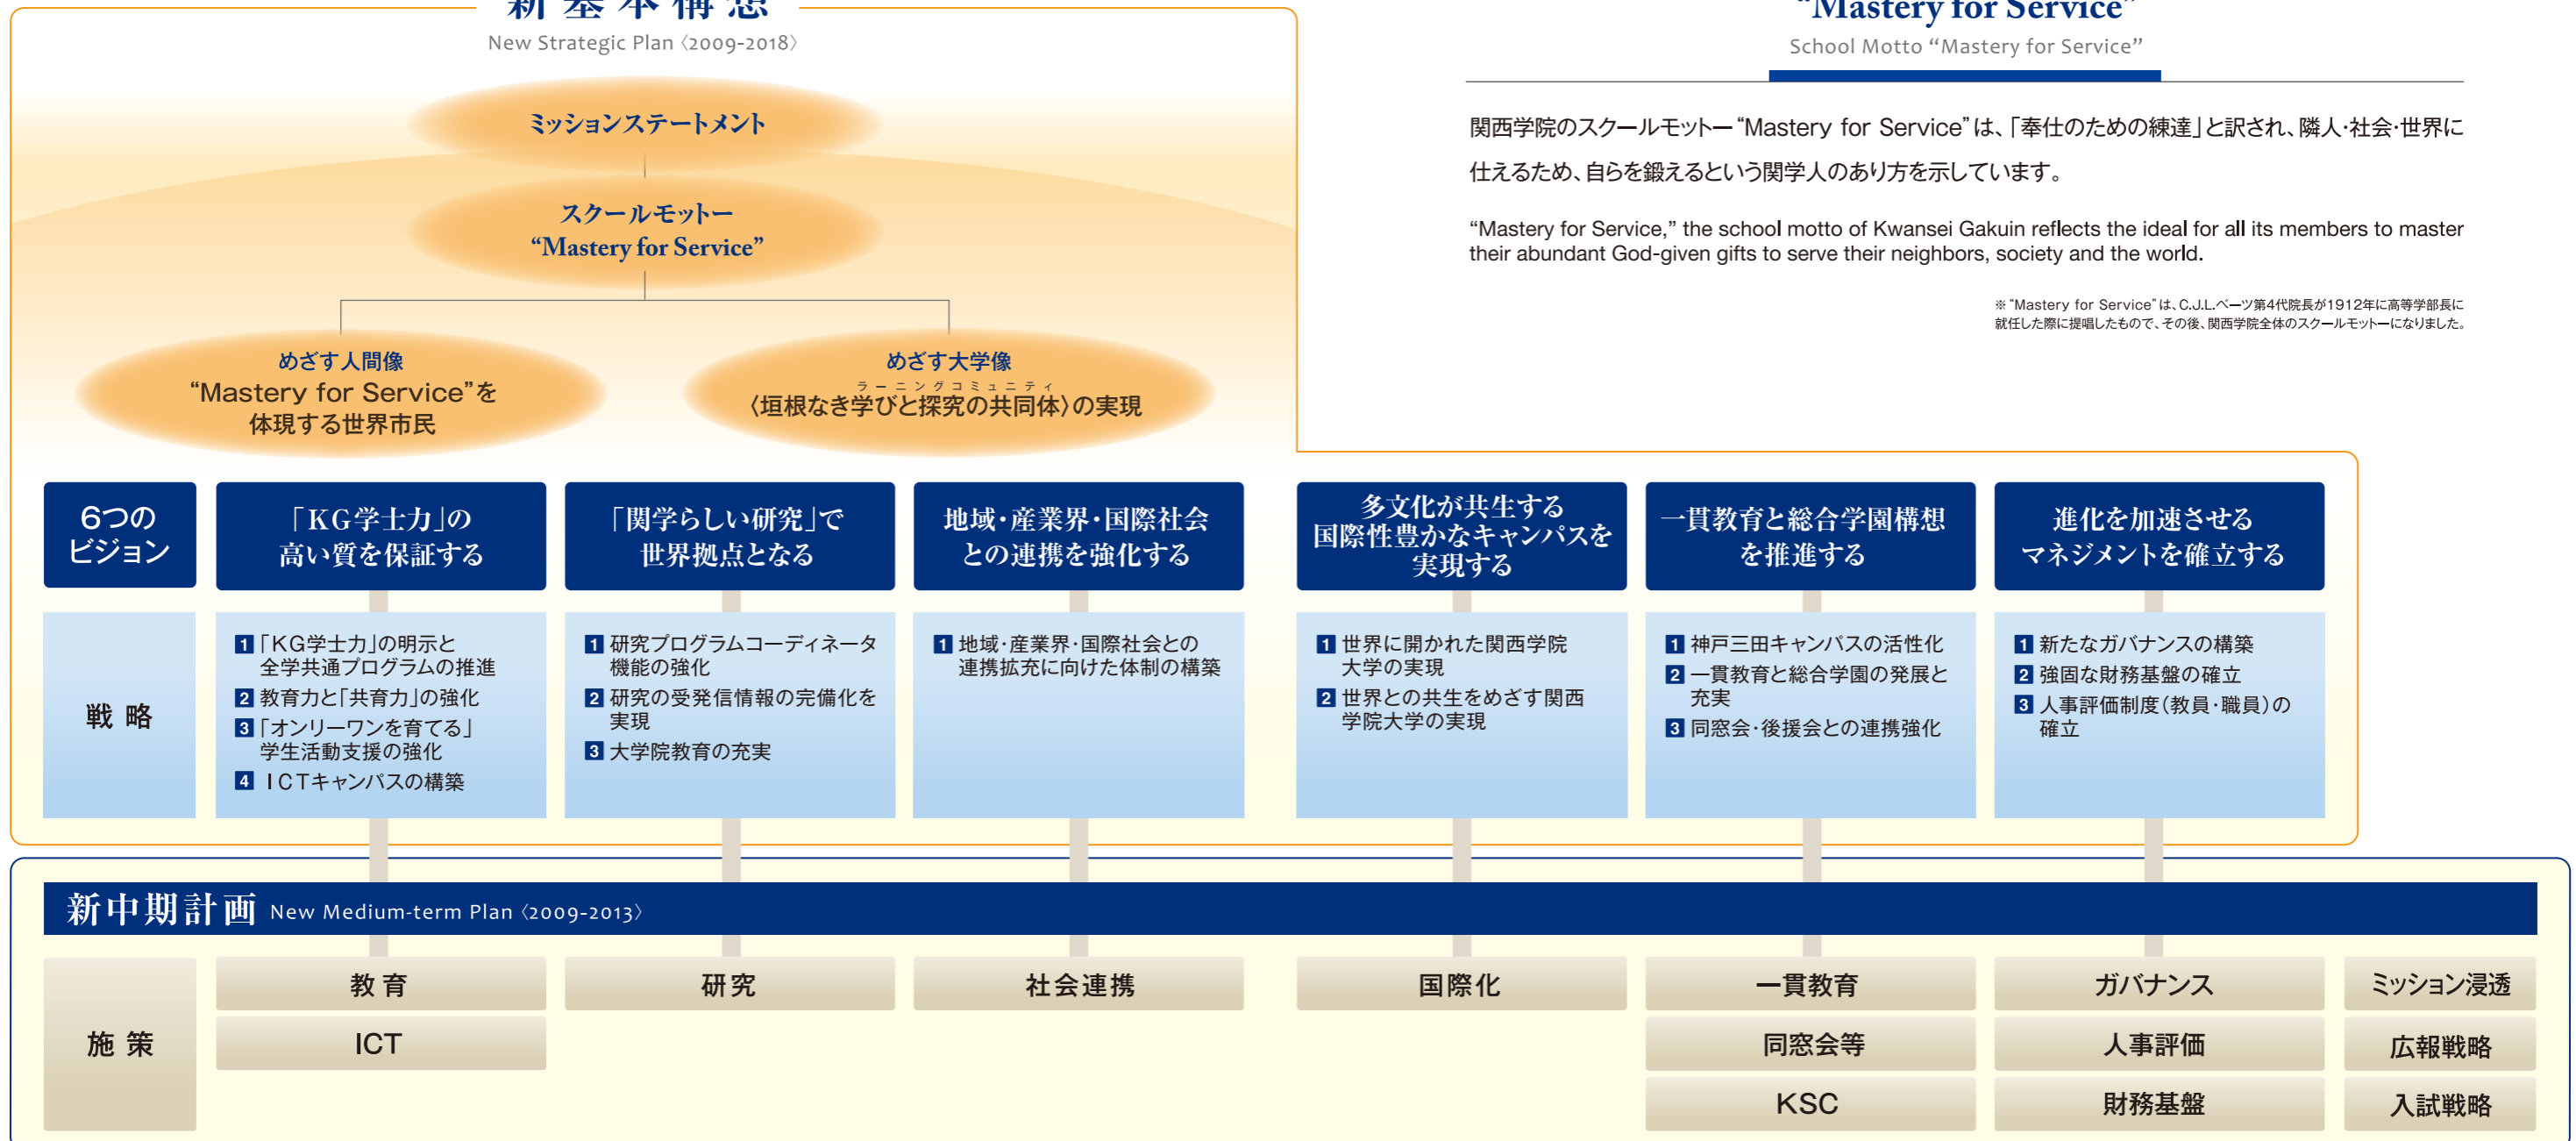 新基本構想
New Strategic Plan〈2009-2018〉
ミッションステートメント
スクールモットー
“Mastery for Service”
めざす人間像
“Mastery for Service”を
体現する世界市民
めざす大学像
ラーニングコミュニティ
〈垣根なき学びと探究の共同体〉の実現
“Mastery for Service”
School Motto “Mastery for Service”
関西学院のスクールモットー“Mastery for Service”は、「奉仕のための練達」と訳され、隣人・社会・世界に
仕えるため、自らを鍛えるという関学人のあり方を示しています。
“Mastery for Service,” the school motto of Kwansei Gakuin reflects the ideal for all its members to master
their abundant God-given gifts to serve their neighbors, society and the world.
※“Mastery for Service”は、C.J.L.ベーツ第4代院長が1912年に高等学部長に
就任した際に提唱したもので、その後、関西学院全体のスクールモットーになりました。
6つの
ビジョン
「KG学士力」の
高い質を保証する
「関学らしい研究」で
世界拠点となる
地域・産業界・国際社会
との連携を強化する
多文化が共生する
国際性豊かなキャンパスを
実現する
一貫教育と総合学園構想
を推進する
進化を加速させる
マネジメントを確立する
戦略
1 「KG学士力」の明示と
全学共通プログラムの推進
2 教育力と「共育力」の強化
3 「オンリーワンを育てる」
学生活動支援の強化
4 ICTキャンパスの構築
1 研究プログラムコーディネータ
機能の強化
2 研究の受発信情報の完備化を
実現
3 大学院教育の充実
1 地域・産業界・国際社会との
連携拡充に向けた体制の構築
1 世界に開かれた関西学院
大学の実現
2 世界との共生をめざす関西
学院大学の実現
1 神戸三田キャンパスの活性化
2 一貫教育と総合学園の発展と
充実
3 同窓会・後援会との連携強化
1 新たなガバナンスの構築
2 強固な財務基盤の確立
3 人事評価制度(教員・職員)の
確立
新中期計画 New Medium-term Plan〈2009-2013〉
施策
教育
研究
社会連携
国際化
一貫教育
ガバナンス
ミッション浸透
ICT
同窓会等
人事評価
広報戦略
KSC
財務基盤
入試戦略